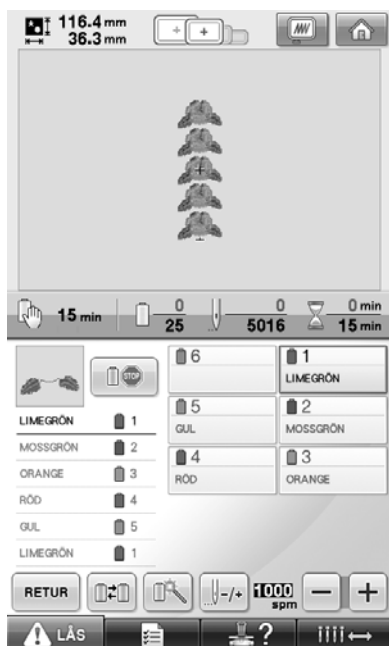 116.4 mm
36.3 mm
15 min
0
25
0
5016
0 min
15 min
STOP
6
1
LIMEGRÖN
5
GUL
2
MOSSGRÖN
4
RÖD
3
ORANGE
LIMEGRÖN 1
MOSSGRÖN 2
ORANGE 3
RÖD 4
GUL 5
LIMEGRÖN 1
RETUR
-/+
1000
spm
−
+
LÅS
?